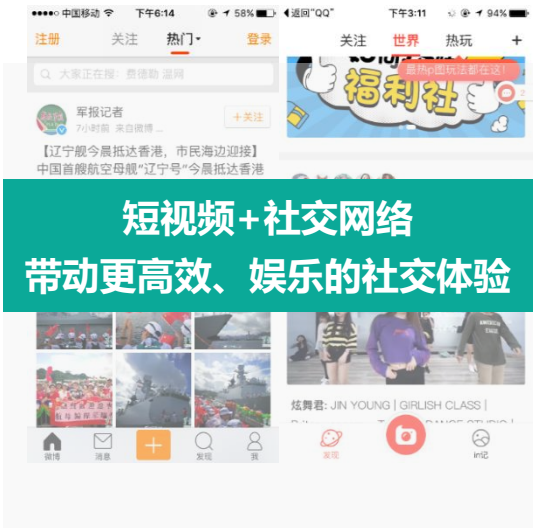 中国移动 下午6:14 58%
注册 关注 热门 登录
大家正在搜：费德勒 温网
军报记者
7小时前 来自微博 ...
+关注
【辽宁舰今晨抵达香港，市民海边迎接】
中国首艘航空母舰“辽宁号”今晨抵达香港
微博 消息 发现 我
返回"QQ" 下午3:11 94%
关注 世界 热玩 +
最热p图玩法都在这！
福利社
2
短视频+社交网络
带动更高效、娱乐的社交体验
炫舞君: JIN YOUNG | GIRLISH CLASS |
发现 in记